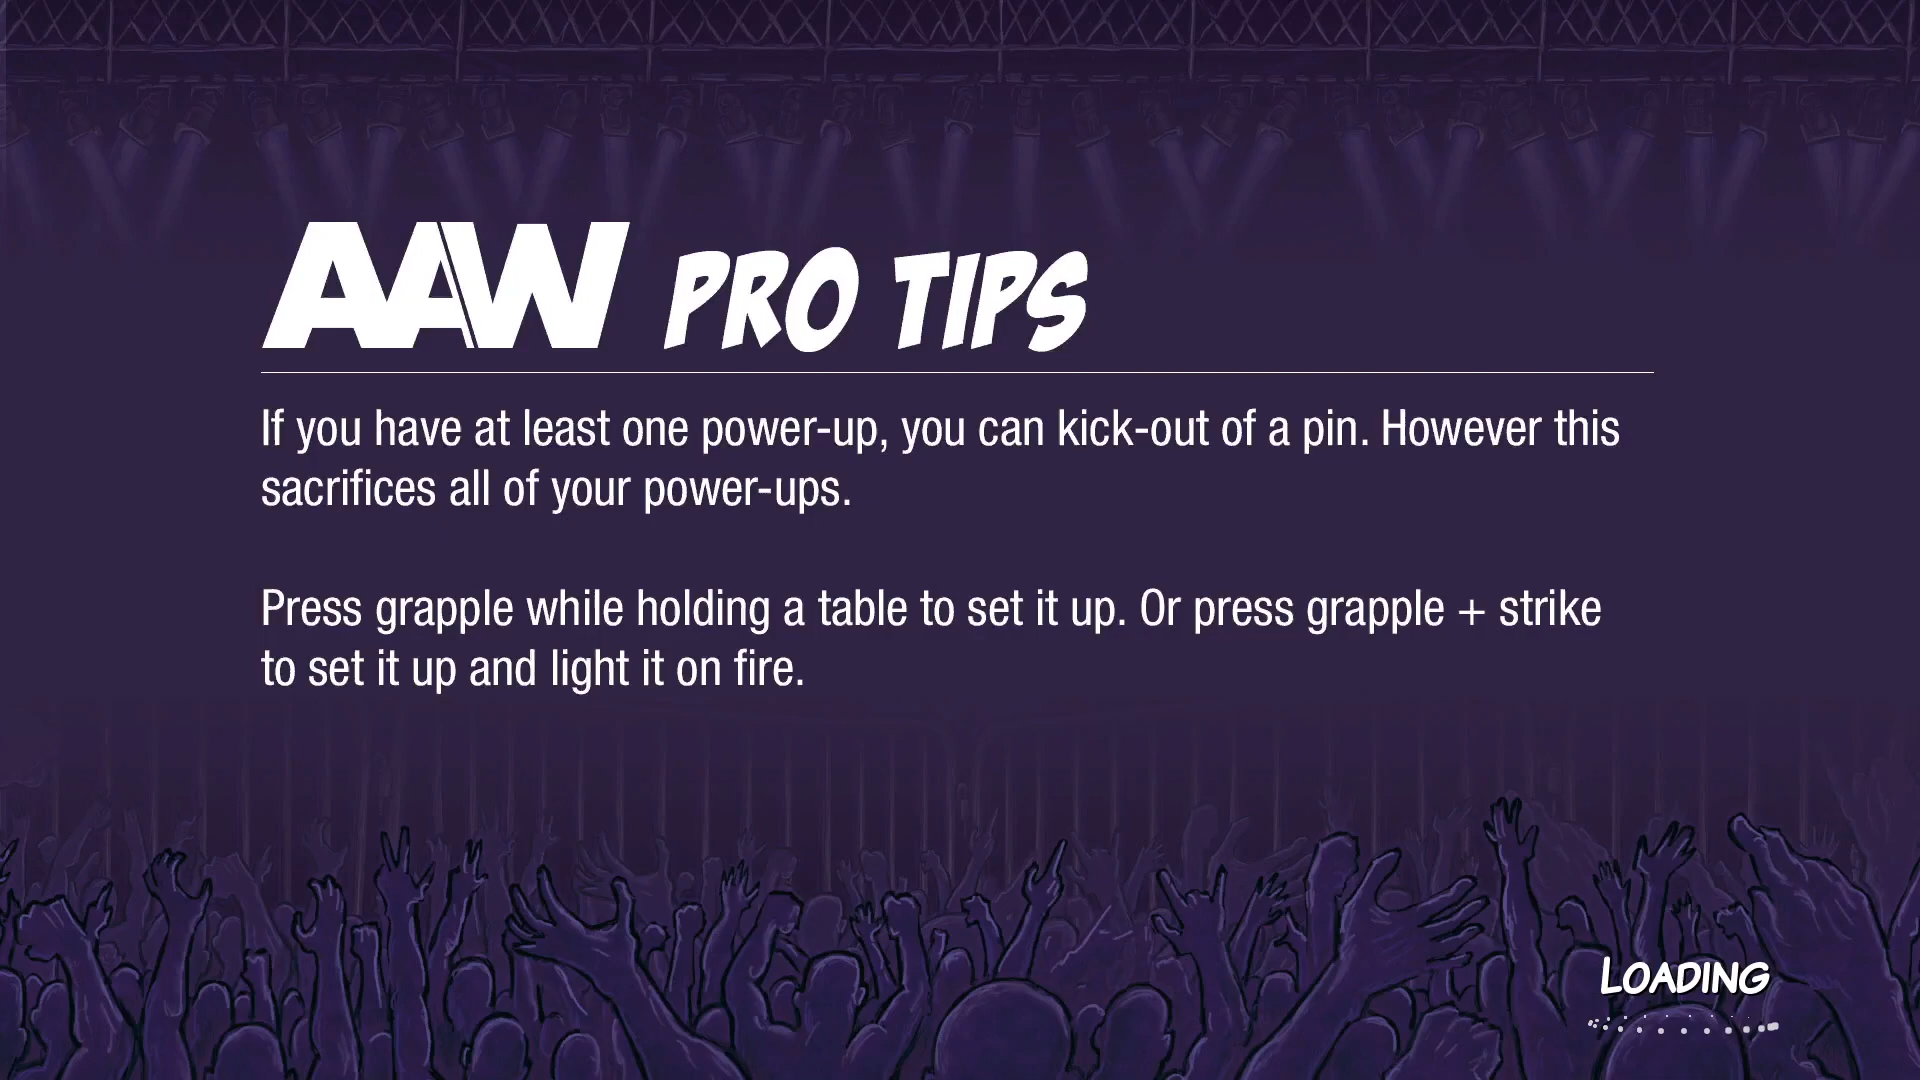 AAW PRO TIPS
If you have at least one power-up, you can kick-out of a pin. However this
sacrifices all of your power-ups.
Press grapple while holding a table to set it up. Or press grapple + strike
to set it up and light it on fire.
LOADING